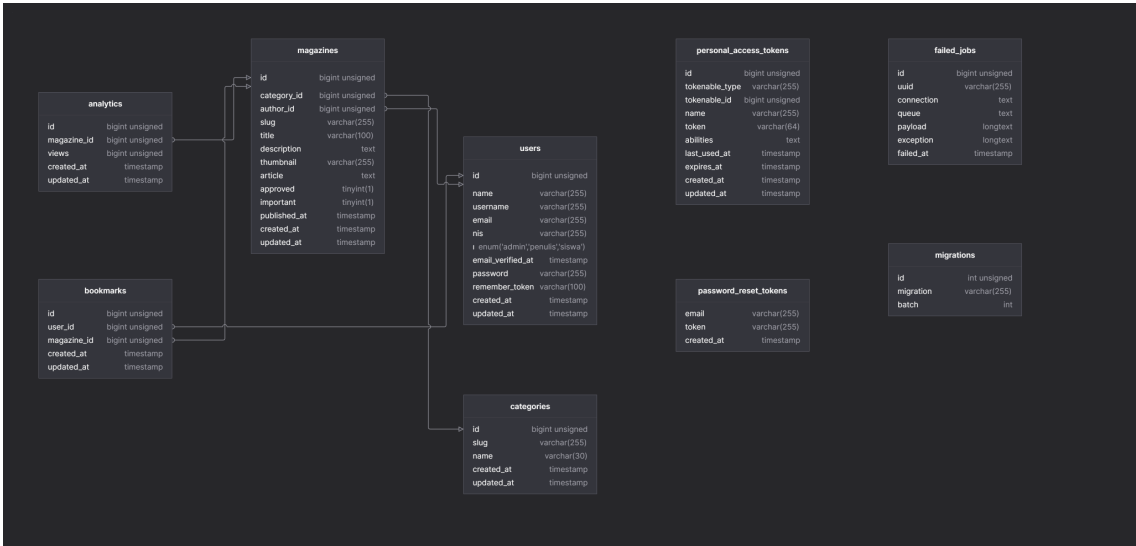 analytics
id bigint unsigned
magazine_id bigint unsigned
views bigint unsigned
created_at timestamp
updated_at timestamp
bookmarks
id bigint unsigned
user_id bigint unsigned
magazine_id bigint unsigned
created_at timestamp
updated_at timestamp
magazines
id bigint unsigned
category_id bigint unsigned
author_id bigint unsigned
slug varchar(255)
title varchar(100)
description text
thumbnail varchar(255)
article text
approved tinyint(1)
important tinyint(1)
published_at timestamp
created_at timestamp
updated_at timestamp
users
id bigint unsigned
name varchar(255)
username varchar(255)
email varchar(255)
nis varchar(255)
enum('admin','penulis','siswa')
email_verified_at timestamp
password varchar(255)
remember_token varchar(100)
created_at timestamp
updated_at timestamp
categories
id bigint unsigned
slug varchar(255)
name varchar(30)
created_at timestamp
updated_at timestamp
personal_access_tokens
id bigint unsigned
tokenable_type varchar(255)
tokenable_id bigint unsigned
name varchar(255)
token varchar(64)
abilities text
last_used_at timestamp
expires_at timestamp
created_at timestamp
updated_at timestamp
password_reset_tokens
email varchar(255)
token varchar(255)
created_at timestamp
failed_jobs
id bigint unsigned
uuid varchar(255)
connection text
queue text
payload longtext
exception longtext
failed_at timestamp
migrations
id int unsigned
migration varchar(255)
batch int